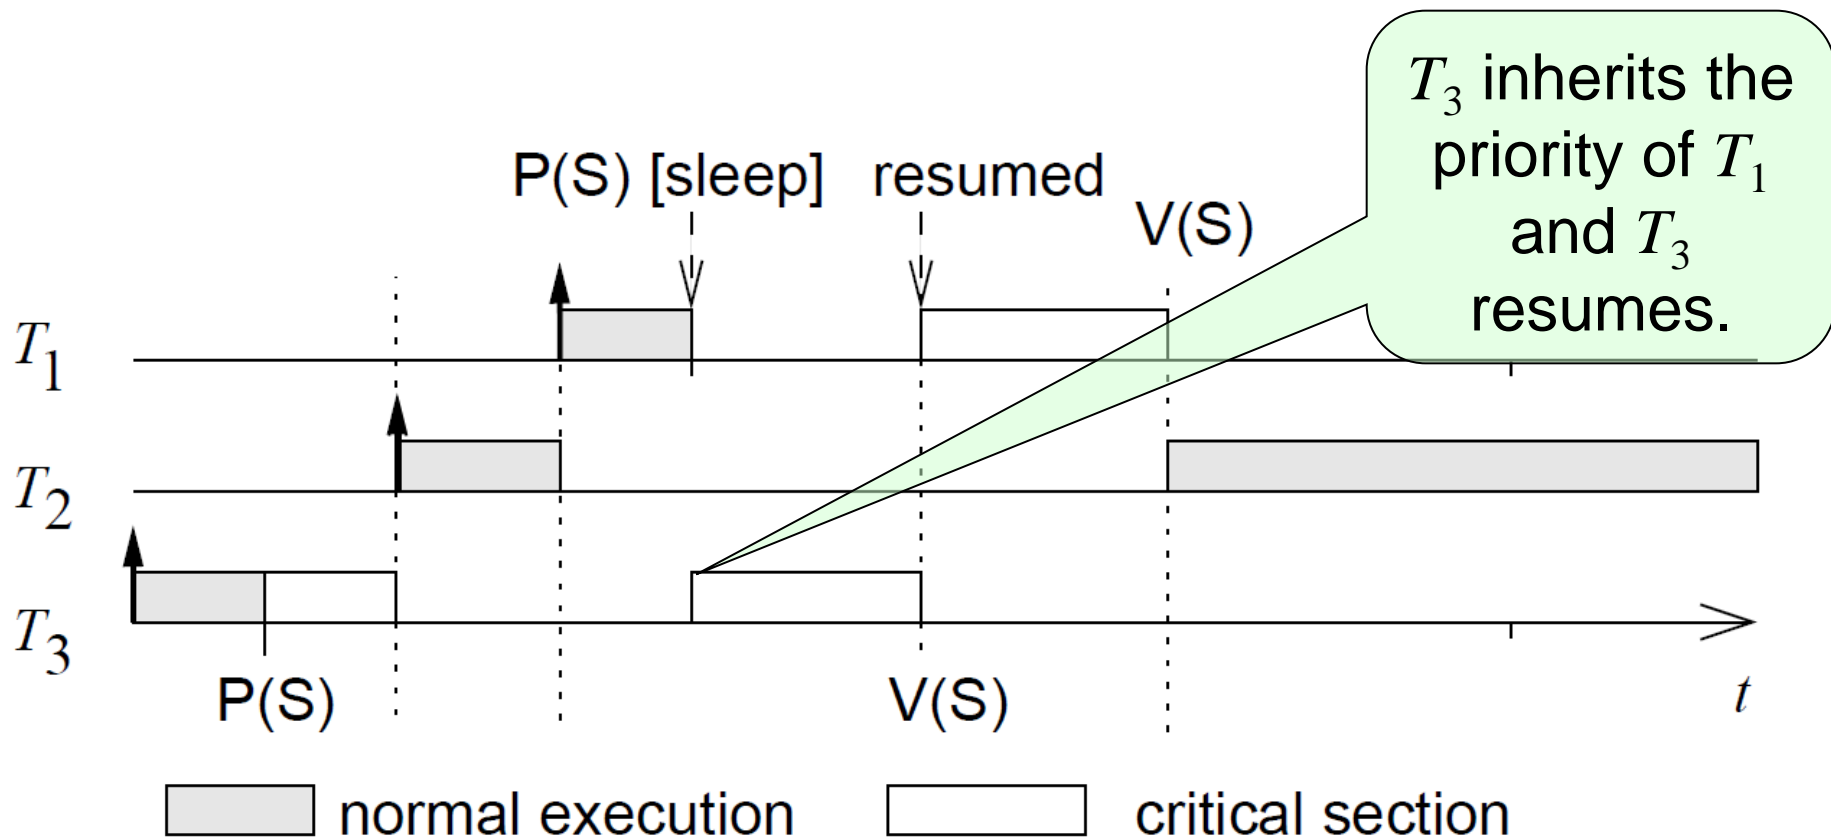 T3 inherits the
priority of T1
and T3
resumes.
P(S) [sleep] resumed
V(S)
T1
T2
T3
P(S)
V(S)
t
normal execution
critical section